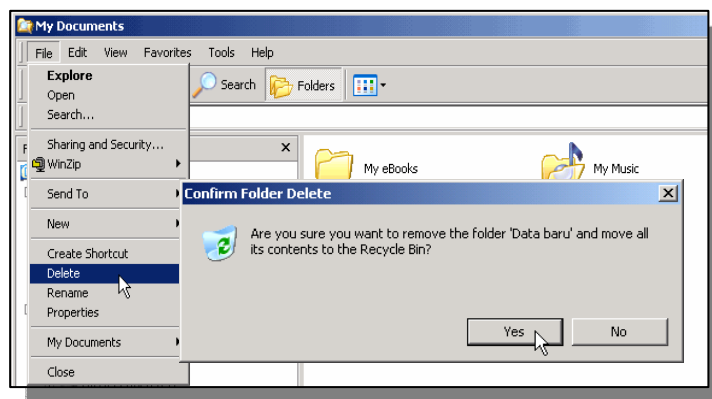 My Documents
File Edit View Favorites Tools Help
Explore
Open
Search...
Sharing and Security...
WinZip
Send To
New
Create Shortcut
Delete
Rename
Properties
My Documents
Close
Search Folders
My eBooks My Music
Confirm Folder Delete
Are you sure you want to remove the folder 'Data baru' and move all
its contents to the Recycle Bin?
Yes No